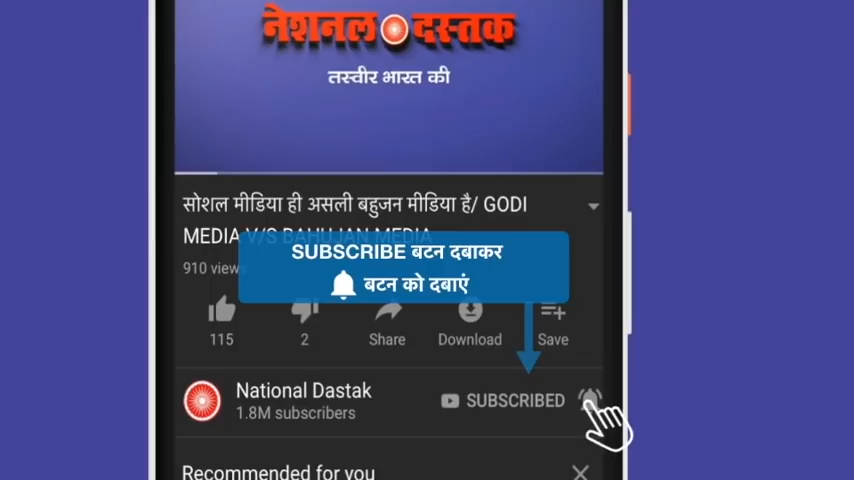 नेशनल दस्तक
तस्वीर भारत की
सोशल मीडिया ही असली बहुजन मीडिया है/ GODI
MEDIA V/S BAHUJAN MEDIA
910 views
SUBSCRIBE बटन दबाकर
बटन को दबाएं
115
2
Share
Download
Save
National Dastak
SUBSCRIBED
1.8M subscribers
Recommended for you